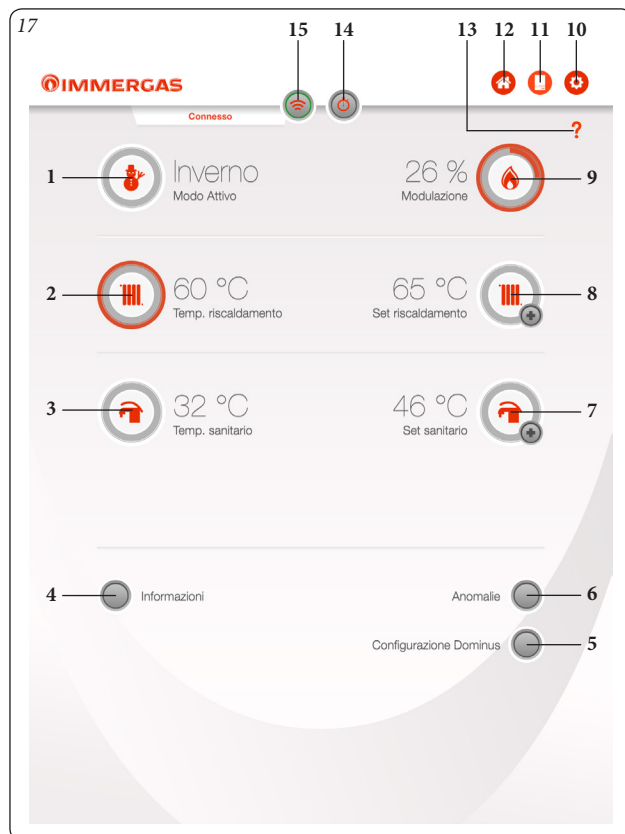 17
15 14 13 12 11 10
IMMERGAS
Connesso
?
1 Inverno 26 % 9
Modo Attivo Modulazione
2 60 °C 65 °C 8
Temp. riscaldamento Set riscaldamento
3 32 °C 46 °C 7
Temp. sanitario Set sanitario
4 Informazioni Anomalie 6
Configurazione Dominus 5